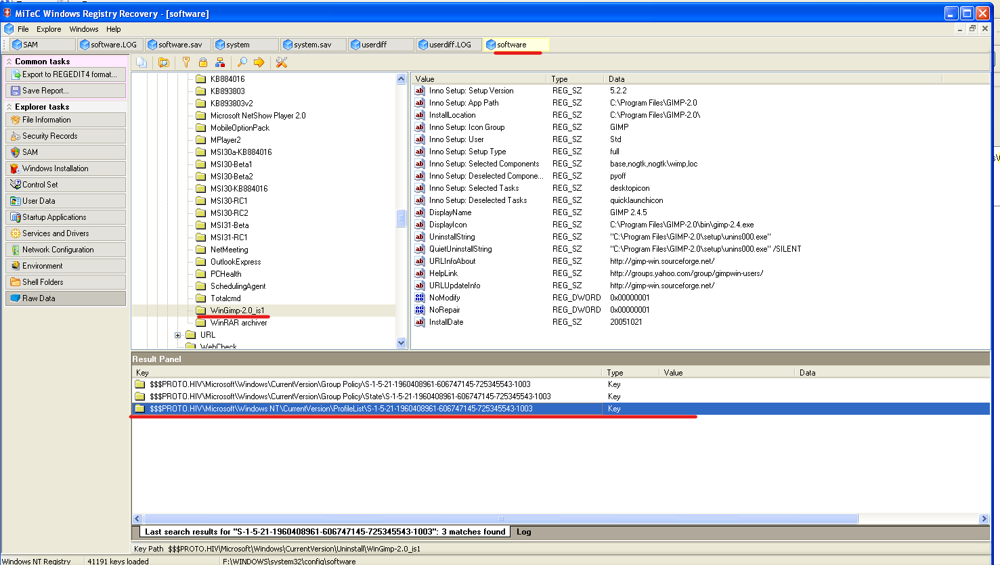 MiTeC Windows Registry Recovery - [software]
File Explore Windows Help
SAM software.LOG software.sav system system.sav userdiff userdiff.LOG software
Common tasks
Export to REGEDIT4 format...
Save Report...
Explorer tasks
File Information
Security Records
SAM
Windows Installation
Control Set
User Data
Startup Applications
Services and Drivers
Network Configuration
Environment
Shell Folders
Raw Data
KB884016
KB893803
KB893803v2
Microsoft NetShow Player 2.0
MobileOptionPack
MPlayer2
MSI30a-KB884016
MSI30-Beta1
MSI30-Beta2
MSI30-KB884016
MSI30-RC1
MSI30-RC2
MSI31-Beta
MSI31-RC1
NetMeeting
OutlookExpress
PCHealth
SchedulingAgent
Totalcmd
WinGimp-2.0_is1
WinRAR archiver
URL
WebCheck
Value Type Data
Inno Setup: Setup Version REG_SZ 5.2.2
Inno Setup: App Path REG_SZ C:\Program Files\GIMP-2.0
InstallLocation REG_SZ C:\Program Files\GIMP-2.0\
Inno Setup: Icon Group REG_SZ GIMP
Inno Setup: User REG_SZ Std
Inno Setup: Setup Type REG_SZ full
Inno Setup: Selected Components REG_SZ base,nogtk,nogtk\wimp,loc
Inno Setup: Deselected Compone... REG_SZ pyoff
Inno Setup: Selected Tasks REG_SZ desktopicon
Inno Setup: Deselected Tasks REG_SZ quicklaunchicon
DisplayName REG_SZ GIMP 2.4.5
DisplayIcon REG_SZ C:\Program Files\GIMP-2.0\bin\gimp-2.4.exe
UninstallString REG_SZ "C:\Program Files\GIMP-2.0\setup\unins000.exe"
QuietUninstallString REG_SZ "C:\Program Files\GIMP-2.0\setup\unins000.exe" /SILENT
URLInfoAbout REG_SZ http://gimp-win.sourceforge.net/
HelpLink REG_SZ http://groups.yahoo.com/group/gimpwin-users/
URLUpdateInfo REG_SZ http://gimp-win.sourceforge.net/
NoModify REG_DWORD 0x00000001
NoRepair REG_DWORD 0x00000001
InstallDate REG_SZ 20051021
Result Panel
Key Type Value Data
$$$PROTO.HIV\Microsoft\Windows\CurrentVersion\Group Policy\S-1-5-21-1960408961-606747145-725345543-1003 Key
$$$PROTO.HIV\Microsoft\Windows\CurrentVersion\Group Policy\State\S-1-5-21-1960408961-606747145-725345543-1003 Key
$$$PROTO.HIV\Microsoft\Windows NT\CurrentVersion\ProfileList\S-1-5-21-1960408961-606747145-725345543-1003 Key
Last search results for "S-1-5-21-1960408961-606747145-725345543-1003": 3 matches found Log
Key Path $$$PROTO.HIV\Microsoft\Windows\CurrentVersion\Uninstall\WinGimp-2.0_is1
Windows NT Registry 41191 keys loaded F:\WINDOWS\system32\config\software